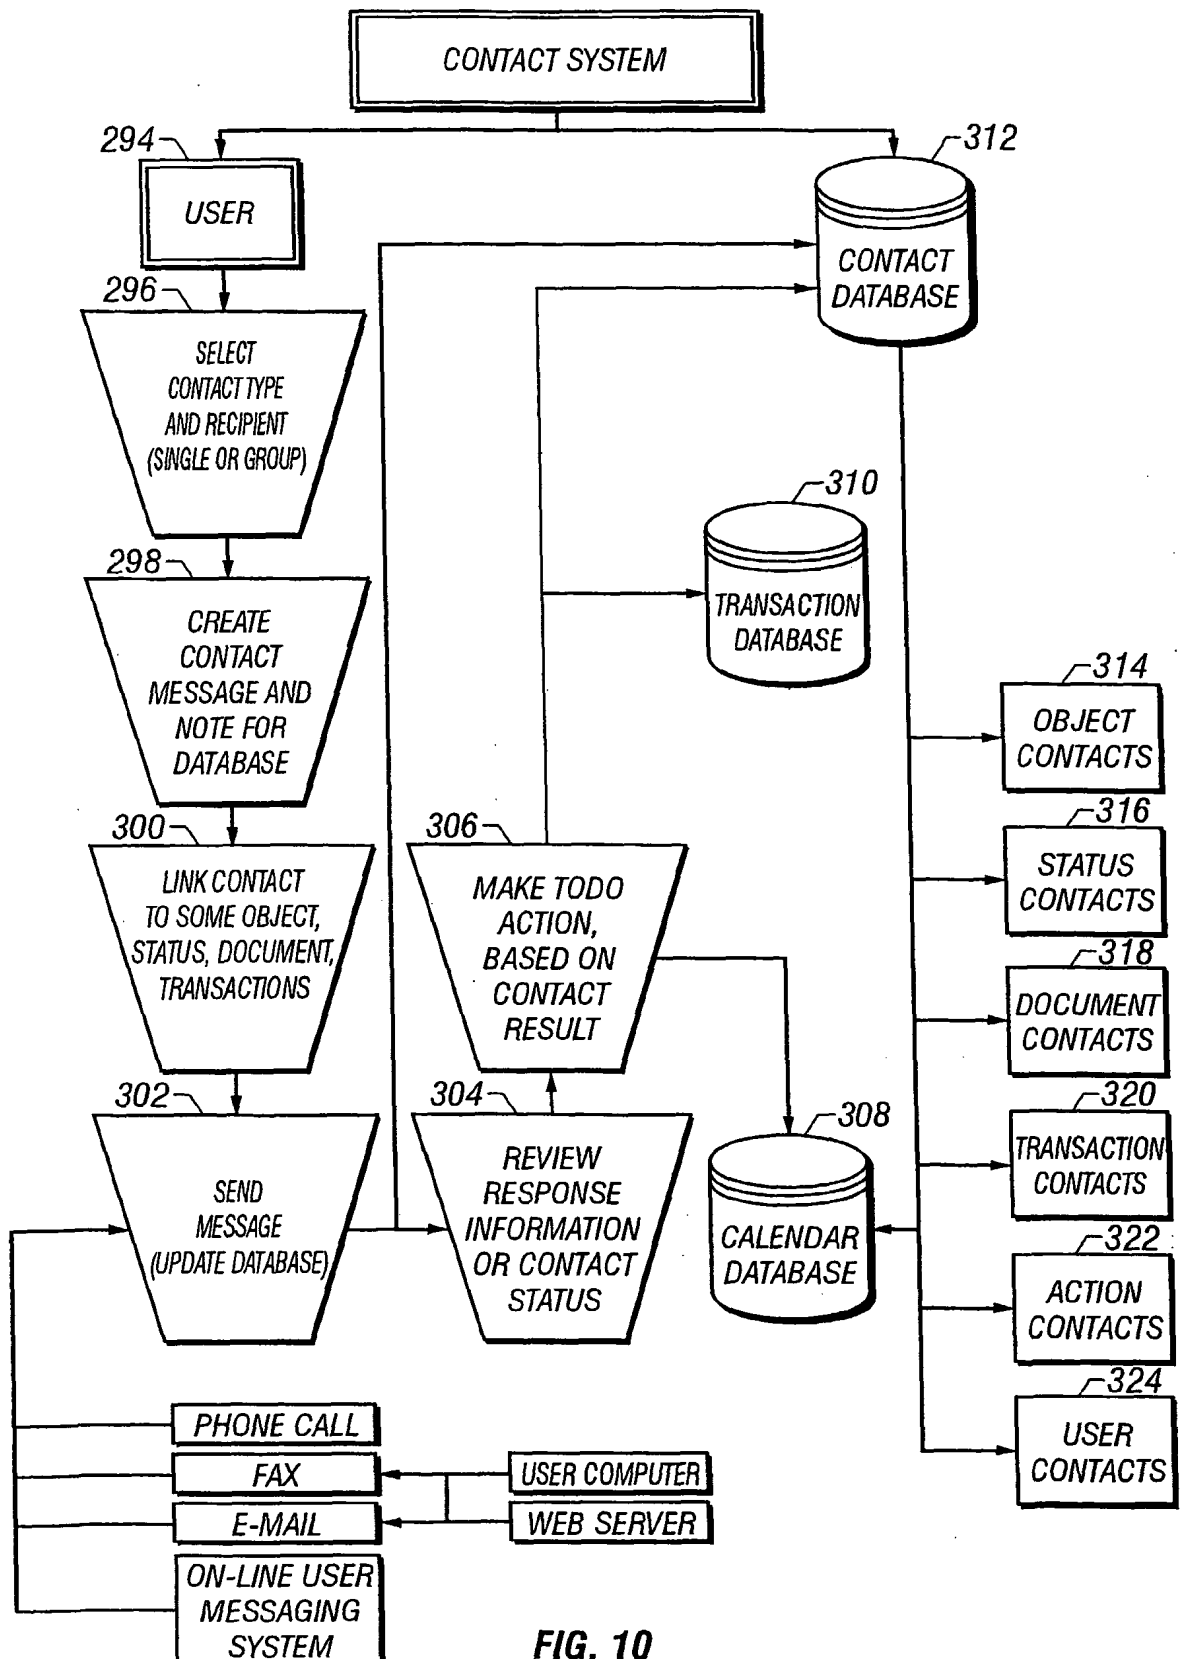 CONTACT SYSTEM
294
USER
312
CONTACT
DATABASE
296
SELECT
CONTACT TYPE
AND RECIPIENT
(SINGLE OR GROUP)
310
TRANSACTION
DATABASE
298
CREATE
CONTACT
MESSAGE AND
NOTE FOR
DATABASE
314
OBJECT
CONTACTS
300
LINK CONTACT
TO SOME OBJECT,
STATUS, DOCUMENT,
TRANSACTIONS
306
MAKE TODO
ACTION,
BASED ON
CONTACT
RESULT
316
STATUS
CONTACTS
318
DOCUMENT
CONTACTS
302
SEND
MESSAGE
(UPDATE DATABASE)
304
REVIEW
RESPONSE
INFORMATION
OR CONTACT
STATUS
308
CALENDAR
DATABASE
320
TRANSACTION
CONTACTS
322
ACTION
CONTACTS
324
USER
CONTACTS
PHONE CALL
FAX
USER COMPUTER
E-MAIL
WEB SERVER
ON-LINE USER
MESSAGING
SYSTEM
FIG. 10